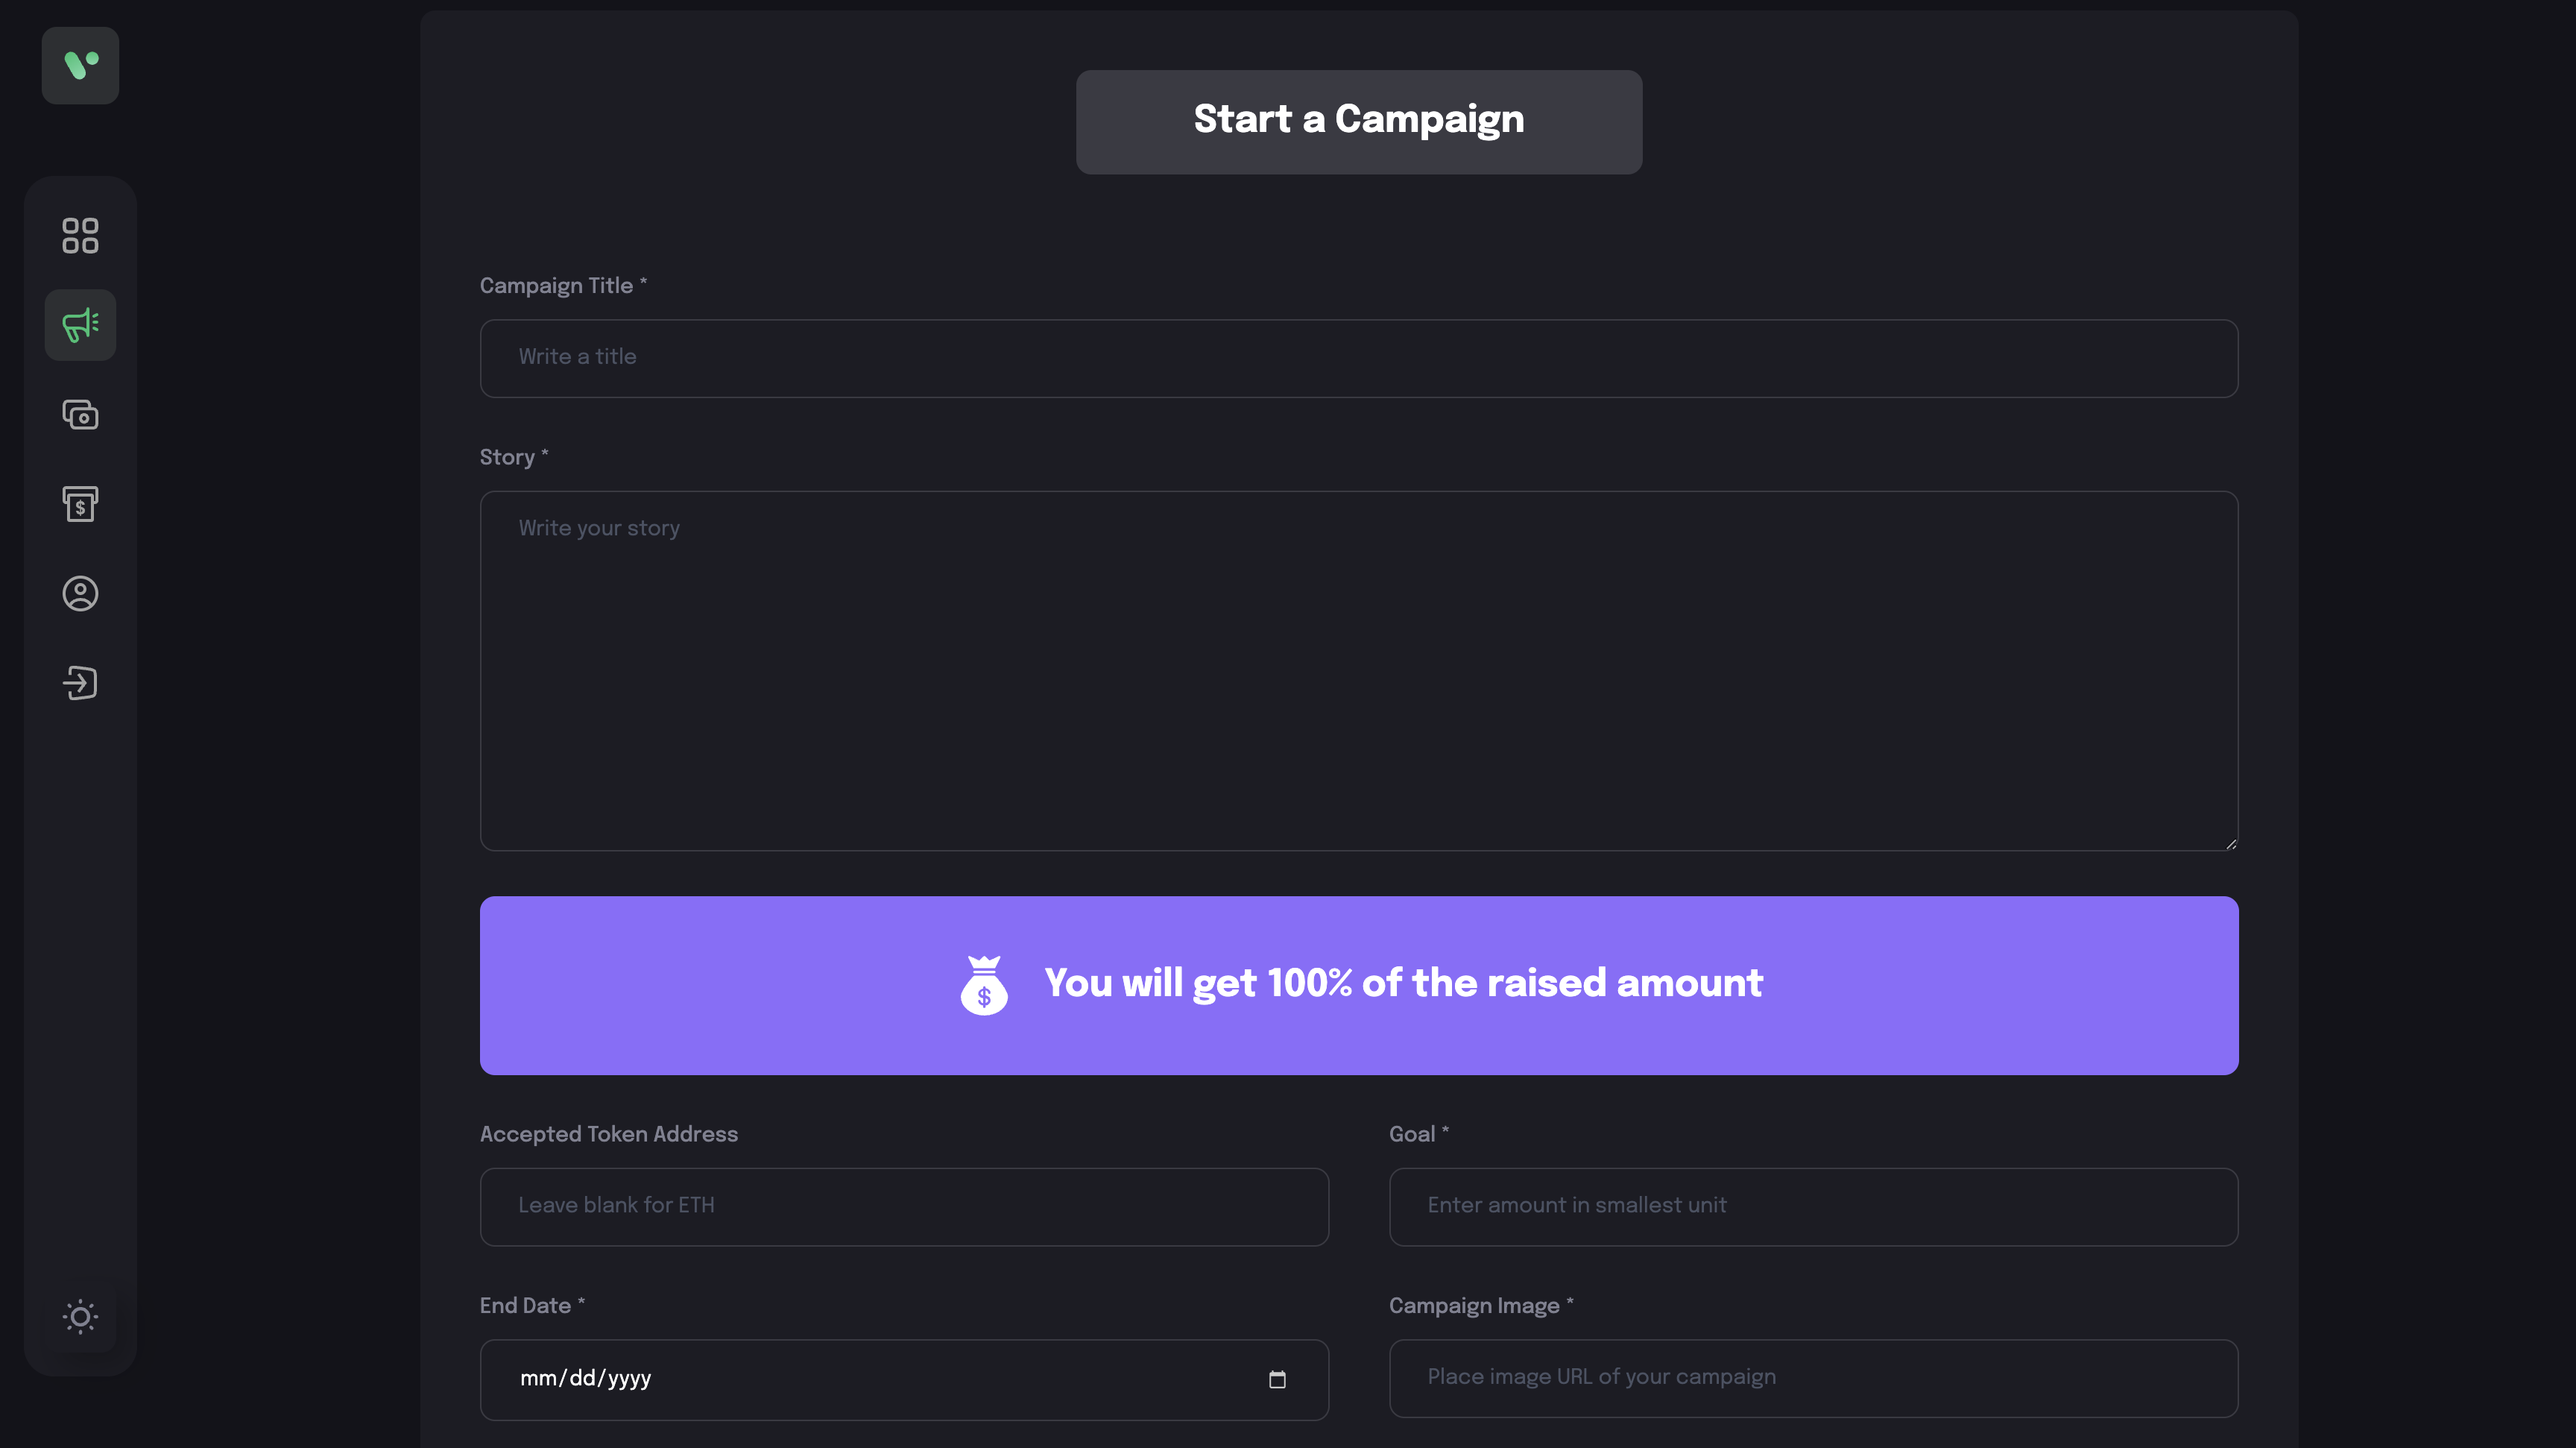 Start a Campaign
Campaign Title *
Write a title
Story *
Write your story
$ You will get 100% of the raised amount
Accepted Token Address
Goal *
Leave blank for ETH
Enter amount in smallest unit
End Date *
Campaign Image *
mm/dd/yyyy
Place image URL of your campaign